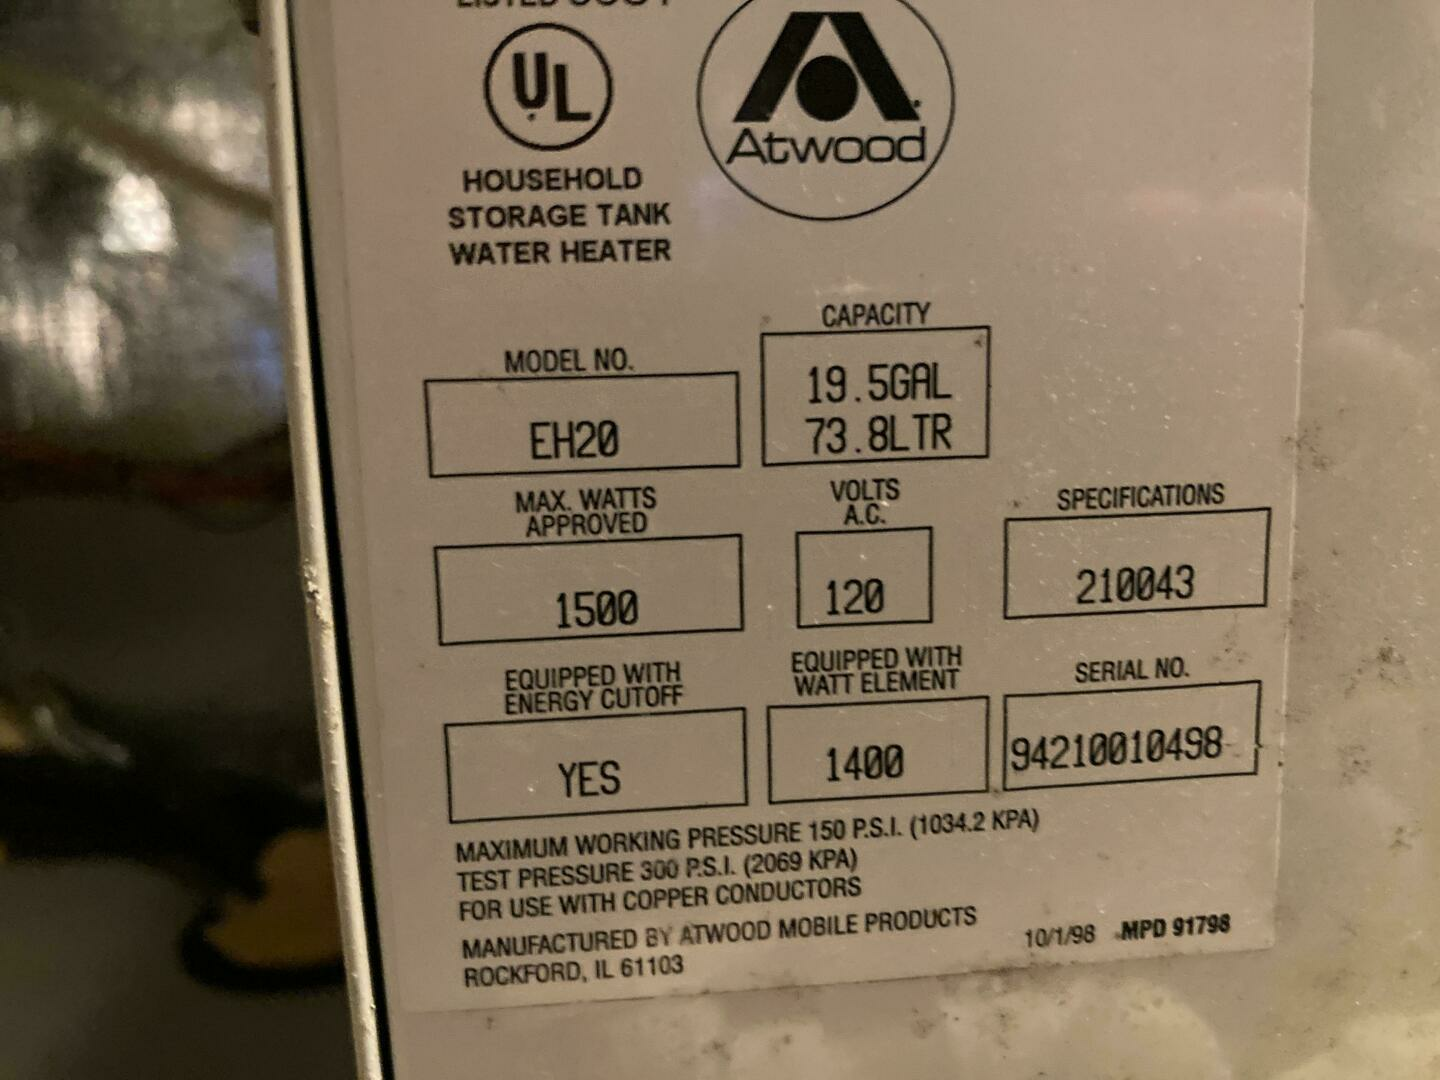 LISTED
UL
Atwood
HOUSEHOLD
STORAGE TANK
WATER HEATER
CAPACITY
19.5GAL
73.8LTR
MODEL NO.
EH20
MAX. WATTS
APPROVED
1500
VOLTS
A.C.
120
SPECIFICATIONS
210043
EQUIPPED WITH
ENERGY CUTOFF
YES
EQUIPPED WITH
WATT ELEMENT
1400
SERIAL NO.
94210010498
MAXIMUM WORKING PRESSURE 150 P.S.I. (1034.2 KPA)
TEST PRESSURE 300 P.S.I. (2069 KPA)
FOR USE WITH COPPER CONDUCTORS
MANUFACTURED BY ATWOOD MOBILE PRODUCTS
ROCKFORD, IL 61103
10/1/98 MPD 91798